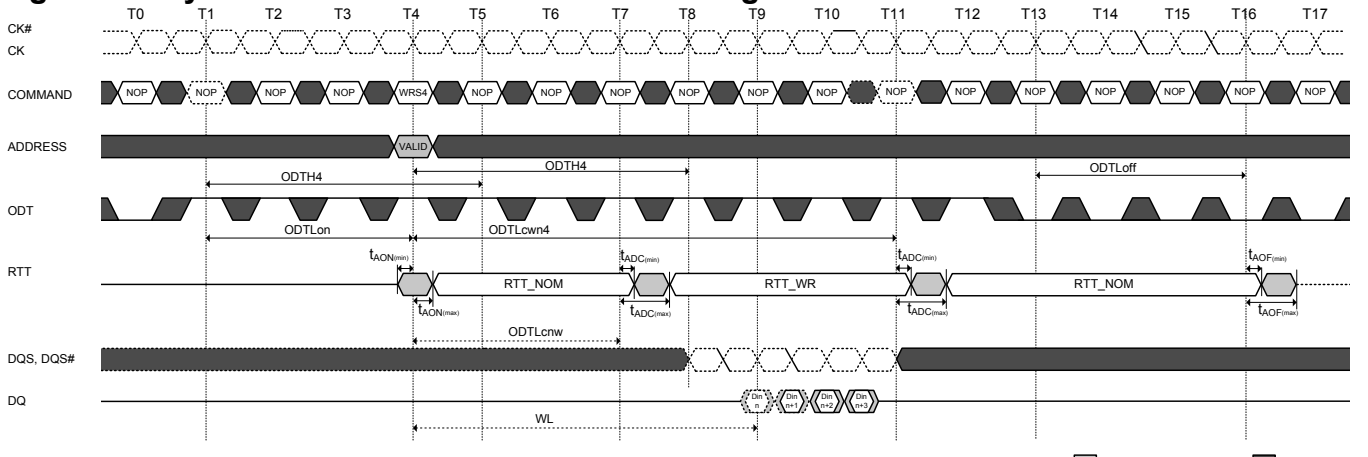 T0 T1 T2 T3 T4 T5 T6 T7 T8 T9 T10 T11 T12 T13 T14 T15 T16 T17
CK#
CK
COMMAND NOP NOP NOP NOP WRS4 NOP NOP NOP NOP NOP NOP NOP NOP NOP NOP NOP NOP NOP
ADDRESS VALID
ODTH4 ODTH4 ODTLoff
ODT
ODTLon ODTLcwn4
tAON(min) tADC(min) tADC(min) tAOF(min)
RTT RTT_NOM RTT_WR RTT_NOM
tAON(max) tADC(max) tADC(max) tAOF(max)
ODTLcnw
DQS, DQS#
DQ Din n Din n+1 Din n+2 Din n+3
WL